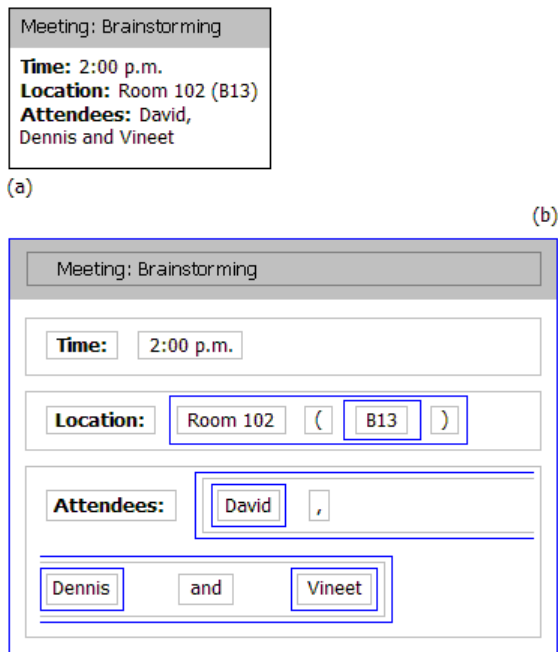 Meeting: Brainstorming
Time: 2:00 p.m.
Location: Room 102 (B13)
Attendees: David,
Dennis and Vineet
(a)
(b)
Meeting: Brainstorming
Time: 2:00 p.m.
Location: Room 102 ( B13 )
Attendees: David ,
Dennis and Vineet